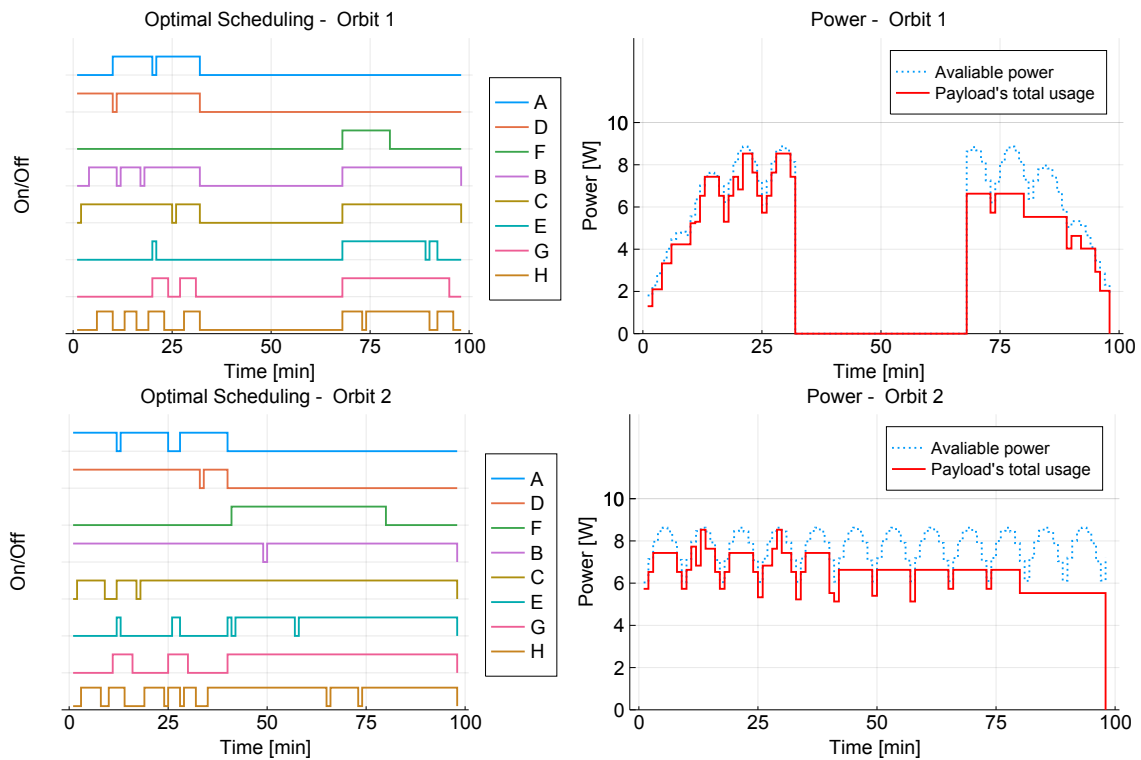 Optimal Scheduling - Orbit 1
On/Off
A
D
F
B
C
E
G
H
0
25
50
75
100
Time [min]
Power - Orbit 1
Power [W]
Avaliable power
Payload's total usage
10
8
6
4
2
0
0
25
50
75
100
Time [min]
Optimal Scheduling - Orbit 2
On/Off
A
D
F
B
C
E
G
H
0
25
50
75
100
Time [min]
Power - Orbit 2
Power [W]
Avaliable power
Payload's total usage
10
8
6
4
2
0
0
25
50
75
100
Time [min]